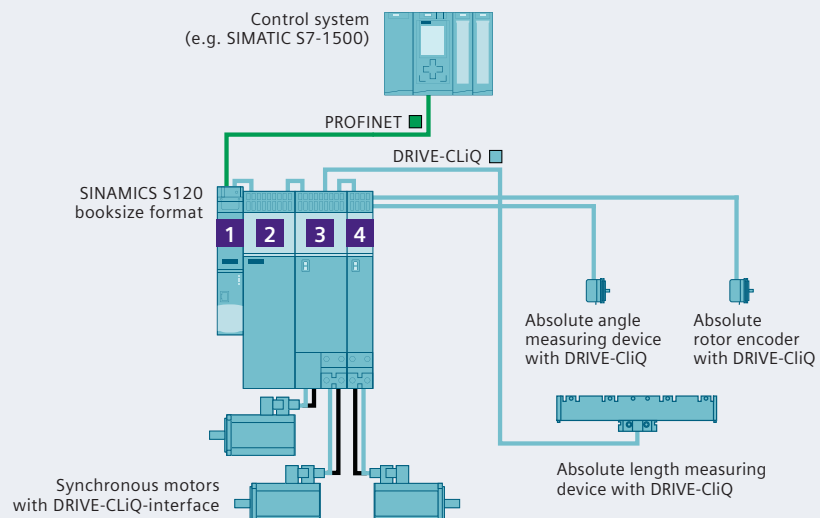 Control system
(e.g. SIMATIC S7-1500)
PROFINET
DRIVE-CLiQ
SINAMICS S120
booksize format
1 2 3 4
Absolute angle
measuring device
with DRIVE-CliQ
Absolute
rotor encoder
with DRIVE-CliQ
Absolute length measuring
device with DRIVE-CliQ
Synchronous motors
with DRIVE-CLiQ-interface